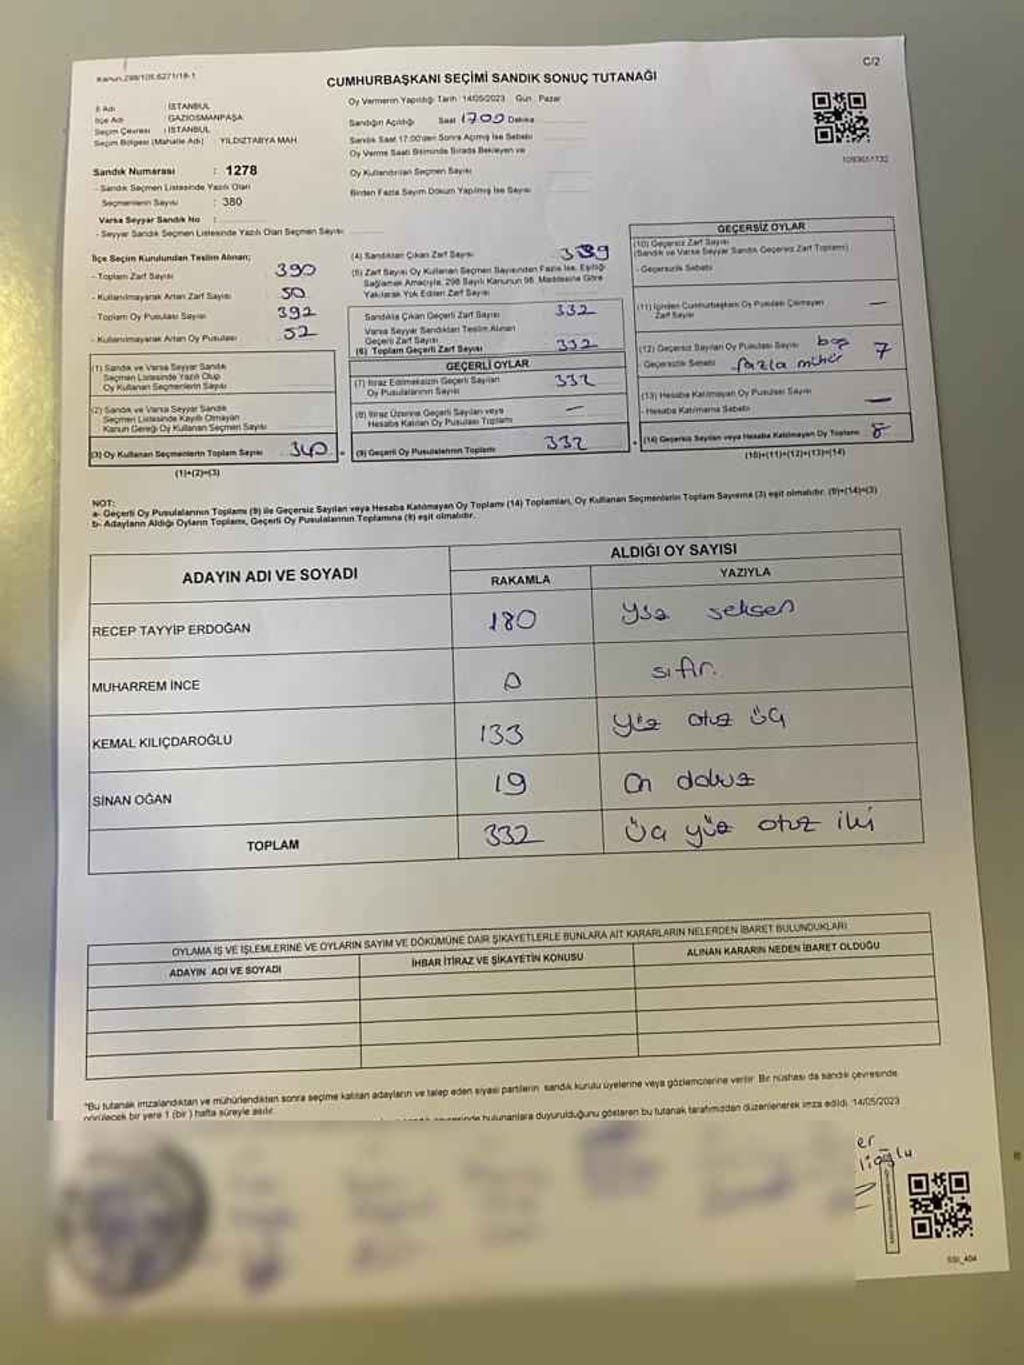 Kanun.298/105.6271/18-1
C/2
CUMHURBAŞKANI SEÇİMİ SANDIK SONUÇ TUTANAĞI
İl Adı İSTANBUL
İlçe Adı GAZİOSMANPAŞA
Seçim Çevresi : İSTANBUL
Seçim Bölgesi (Mahalle Adı) : YILDIZTABYA MAH
Sandık Numarası : 1278
- Sandık Seçmen Listesinde Yazılı Olan
Seçmenlerin Sayısı : 380
Varsa Seyyar Sandık No :
- Seyyar Sandık Seçmen Listesinde Yazılı Olan Seçmen Sayısı:
Oy Vermenin Yapıldığı Tarih : 14/05/2023 Gün : Pazar
Sandığın Açıldığı Saat 17 00 Dakika
Sandık Saat 17:00'den Sonra Açılmış İse Sebebi
Oy Verme Saati Bitiminde Sırada Bekleyen ve
Oy Kullandırılan Seçmen Sayısı
Birden Fazla Sayım Döküm Yapılmış İse Sayısı
1093651732
İlçe Seçim Kurulundan Teslim Alınan;
- Toplam Zarf Sayısı 390
- Kullanılmayarak Artan Zarf Sayısı 50
- Toplam Oy Pusulası Sayısı 392
- Kullanılmayarak Artan Oy Pusulası 52
(1) Sandık ve Varsa Seyyar Sandık
Seçmen Listesinde Yazılı Olup
Oy Kullanan Seçmenlerin Sayısı
(2) Sandık ve Varsa Seyyar Sandık
Seçmen Listesinde Kayıtlı Olmayan
Kanun Gereği Oy Kullanan Seçmen Sayısı
(3) Oy Kullanan Seçmenlerin Toplam Sayısı 340
(1)+(2)=(3)
(4) Sandıktan Çıkan Zarf Sayısı 339
(5) Zarf Sayısı Oy Kullanan Seçmen Sayısından Fazla İse, Eşitliği
Sağlamak Amacıyla, 298 Sayılı Kanunun 98. Maddesine Göre
Yakılarak Yok Edilen Zarf Sayısı
Sandıkta Çıkan Geçerli Zarf Sayısı 332
Varsa Seyyar Sandıktan Teslim Alınan
Geçerli Zarf Sayısı
(6) Toplam Geçerli Zarf Sayısı 332
GEÇERLİ OYLAR
(7) İtiraz Edilmeksizin Geçerli Sayılan
Oy Pusulalarının Sayısı 332
(8) İtiraz Üzerine Geçerli Sayılan veya
Hesaba Katılan Oy Pusulası Toplamı —
= (9) Geçerli Oy Pusulalarının Toplamı 332
GEÇERSİZ OYLAR
(10) Geçersiz Zarf Sayısı
(Sandık ve Varsa Seyyar Sandık Geçersiz Zarf Toplamı)
- Geçersizlik Sebebi
(11) İçinden Cumhurbaşkanı Oy Pusulası Çıkmayan
Zarf Sayısı —
(12) Geçersiz Sayılan Oy Pusulası Sayısı boş 7
- Geçersizlik Sebebi fazla mühür
(13) Hesaba Katılmayan Oy Pusulası Sayısı —
- Hesaba Katılmama Sebebi
+ (14) Geçersiz Sayılan veya Hesaba Katılmayan Oy Toplamı 8
(10)+(11)+(12)+(13)=(14)
NOT:
a- Geçerli Oy Pusulalarının Toplamı (9) ile Geçersiz Sayılan veya Hesaba Katılmayan Oy Toplamı (14) Toplamları, Oy Kullanan Seçmenlerin Toplam Sayısına (3) eşit olmalıdır. (9)+(14)=(3)
b- Adayların Aldığı Oyların Toplamı, Geçerli Oy Pusulalarının Toplamına (9) eşit olmalıdır.
ADAYIN ADI VE SOYADI
ALDIĞI OY SAYISI
RAKAMLA YAZIYLA
RECEP TAYYİP ERDOĞAN 180 yüz seksen
MUHARREM İNCE 0 sıfır.
KEMAL KILIÇDAROĞLU 133 yüz otuz üç
SİNAN OĞAN 19 on dokuz
TOPLAM 332 üç yüz otuz iki
OYLAMA İŞ VE İŞLEMLERİNE VE OYLARIN SAYIM VE DÖKÜMÜNE DAİR ŞİKAYETLERLE BUNLARA AİT KARARLARIN NELERDEN İBARET BULUNDUKLARI
ADAYIN ADI VE SOYADI İHBAR İTİRAZ VE ŞİKAYETİN KONUSU ALINAN KARARIN NEDEN İBARET OLDUĞU
"Bu tutanak imzalandıktan ve mühürlendikten sonra seçime katılan adayların ve talep eden siyasi partilerin sandık kurulu üyelerine veya gözlemcilerine verilir. Bir nüshası da sandık çevresinde
görülecek bir yere 1 (bir) hafta süreyle asılır.
bulunanlara duyurulduğunu gösteren bu tutanak tarafımızdan düzenlenerek imza edildi. 14/05/2023
er
lioğlu
SSI_404